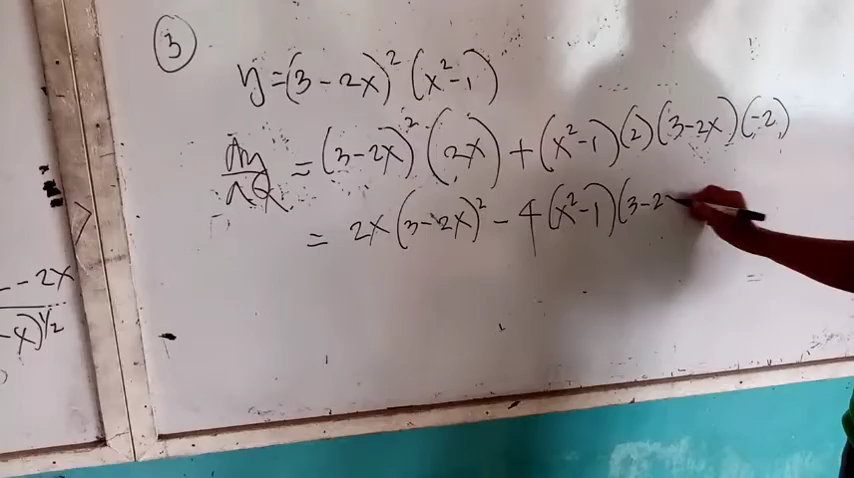 ③
y = (3 - 2x)² (x² - 1)
dy/dx = (3 - 2x)² (2x) + (x² - 1)(2)(3 - 2x)(-2)
= 2x (3 - 2x)² - 4 (x² - 1)(3 - 2
- 2x
- x)^1/2
=